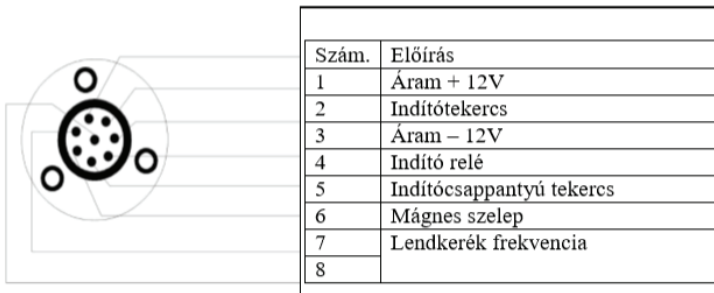 Szám. Előírás
1 Áram + 12V
2 Indítótekercs
3 Áram – 12V
4 Indító relé
5 Indítócsappantyú tekercs
6 Mágnes szelep
7 Lendkerék frekvencia
8